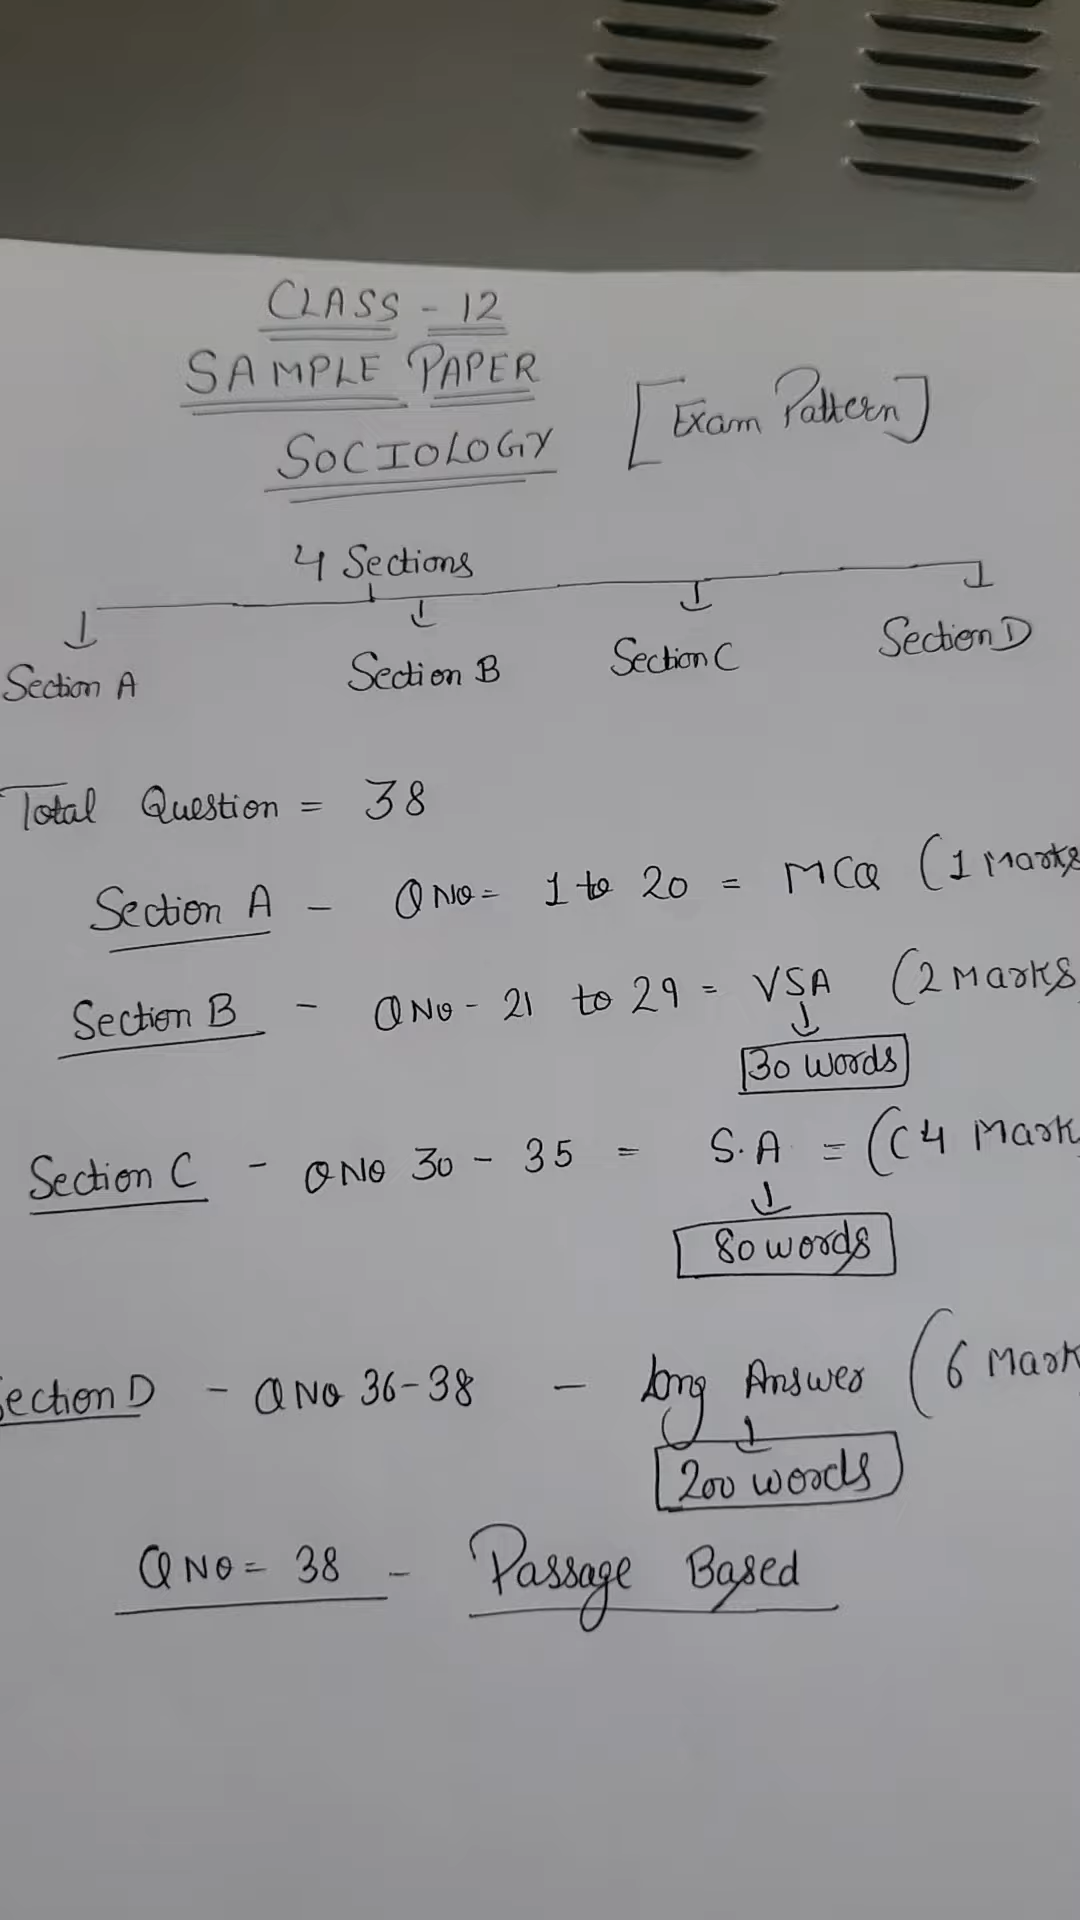 CLASS - 12
SAMPLE PAPER
SOCIOLOGY [Exam Pattern]
4 Sections
Section A Section B Section C Section D
Total Question = 38
Section A - Q NO = 1 to 20 = MCQ (1 Marks
Section B - Q NO - 21 to 29 = VSA (2 Marks
30 words
Section C - Q NO 30 - 35 = S.A = ((4 Mark
80 words
Section D - Q NO 36-38 - Long Answer (6 Mark
200 words
Q NO = 38 - Passage Based